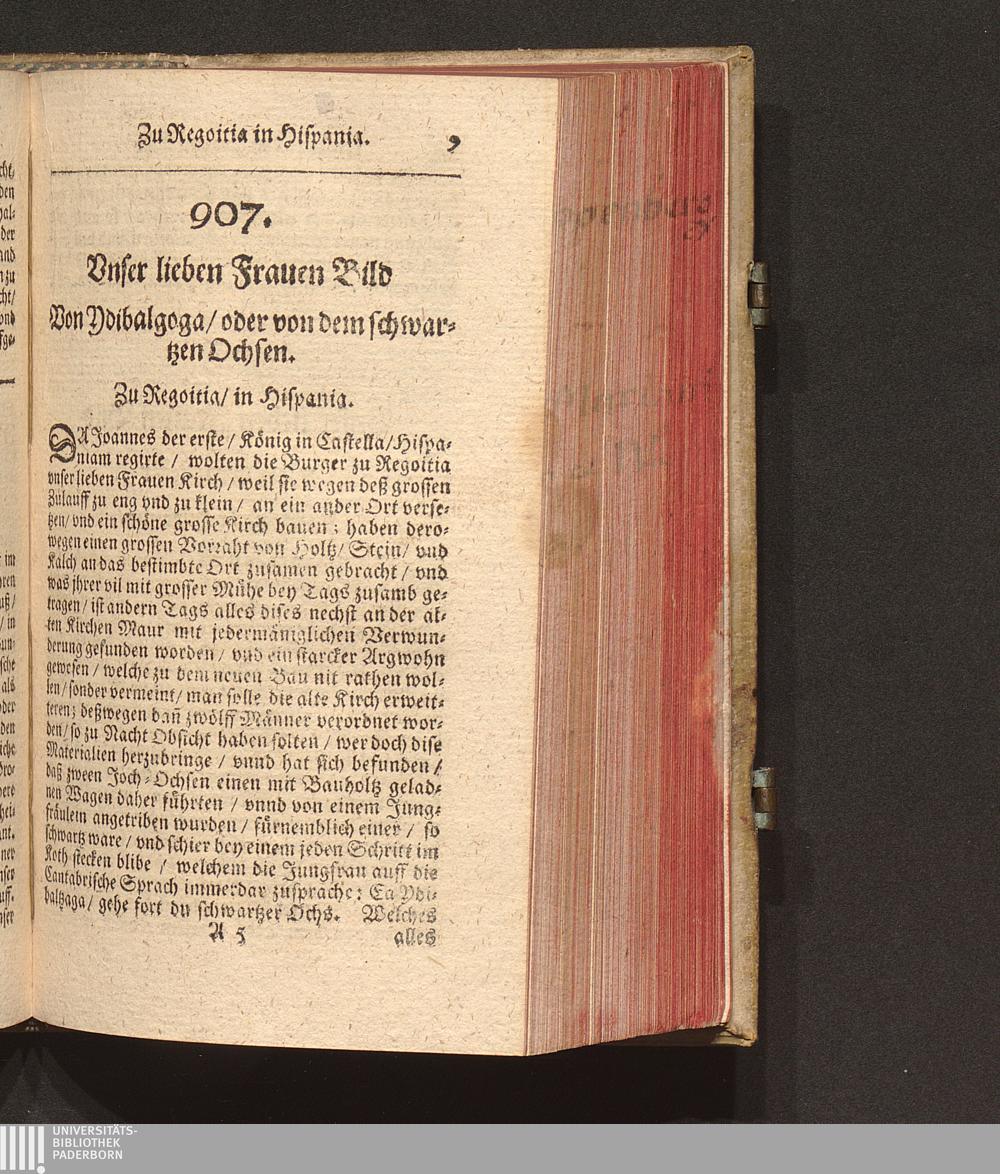 Zu Regoitia in Hispania. 9
907.
Vnser lieben Frauen Bild
Von Ydibalgoga/ oder von dem schwar-
tzen Ochsen.
Zu Regoitia/ in Hispania.
DA Joannes der erste / König in Castella/Hispa-
niam regirte / wolten die Burger zu Regoitia
vnser lieben Frauen Kirch / weil sie wegen deß grossen
Zulauff zu eng vnd zu klein / an ein ander Ort verse-
tzen/ vnd ein schöne grosse Kirch bauen: haben dero-
wegen einen grossen Vorraht von Holtz/ Stein/ vnd
Kalch an das bestimbte Ort zusamen gebracht / vnd
was jhrer vil mit grosser Mühe bey Tags zusamb ge-
tragen / ist andern Tags alles dises nechst an der al-
ten Kirchen Maur mit jedermäniglichen Verwun-
derung gefunden worden / vnd ein starcker Argwohn
gewesen / welche zu dem neuen Bau nit rathen wol-
len / sonder vermeint/ man solle die alte Kirch erweit-
teren; deßwegen dañ zwölff Männer verordnet wor-
den/ so zu Nacht Obsicht haben solten / wer doch dise
Materialien herzubringe / vnnd hat sich befunden /
daß zween Joch-Ochsen einen mit Bauholtz gelad-
nen Wagen daher führten / vnnd von einem Jung-
fräulein angetriben wurden / fürnemblich einer / so
schwartz ware / vnd schier bey einem jeden Schritt im
Koth stecken blibe / welchem die Jungfrau auff die
Cantabrische Sprach immerdar zusprache: Ea Ydi-
baltzaga/ gehe fort du schwartzer Ochs. Welches
A 5 alles
UNIVERSITÄTS-
BIBLIOTHEK
PADERBORN